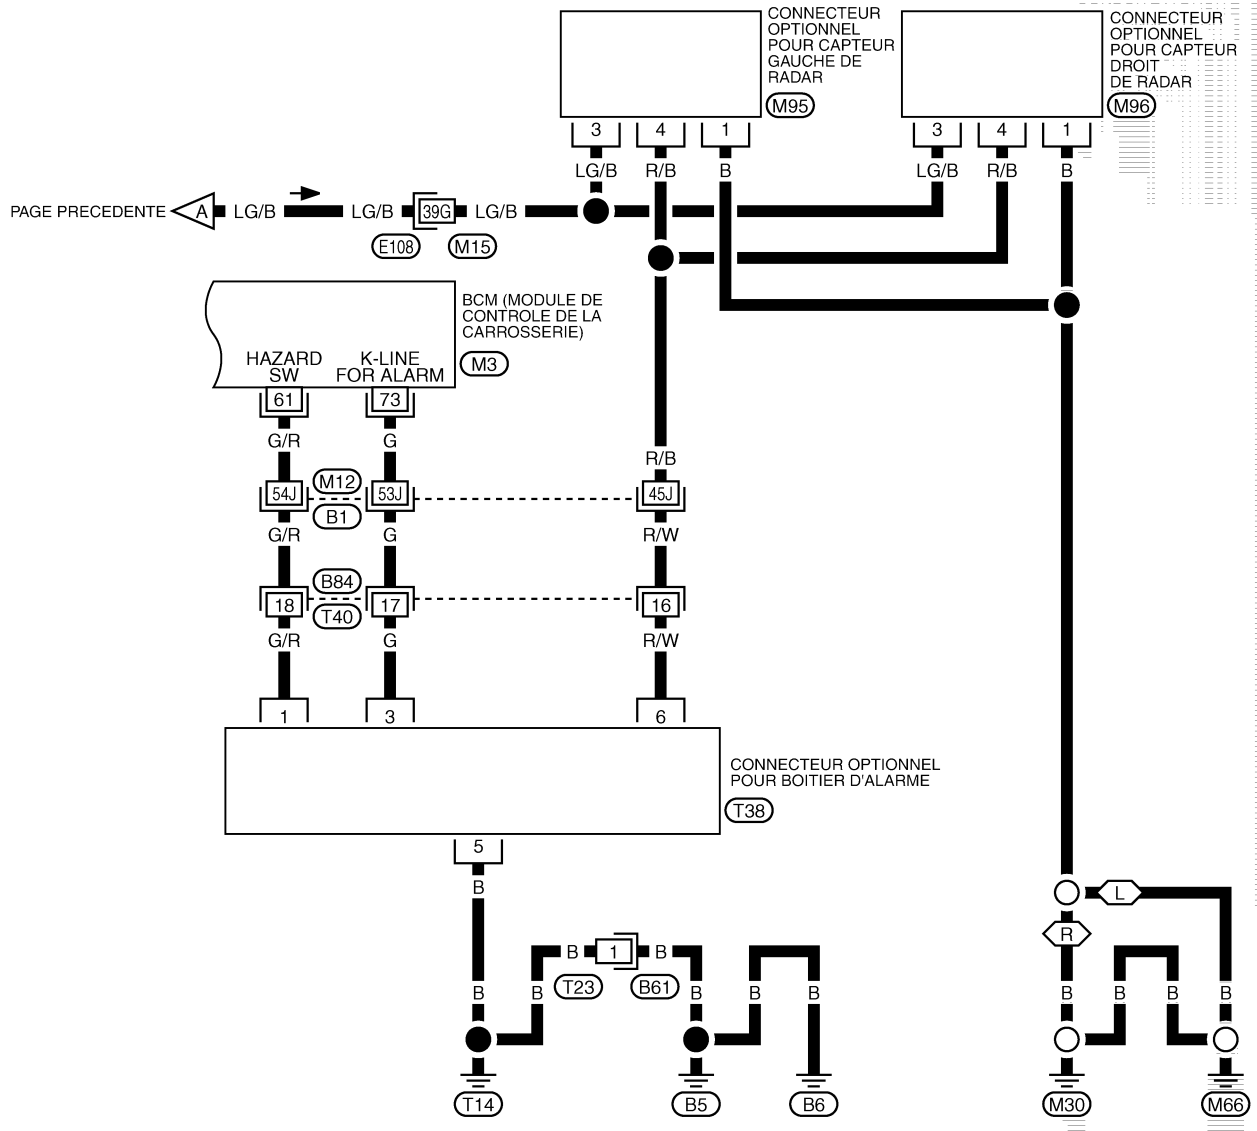 CONNECTEUR
OPTIONNEL
POUR CAPTEUR
GAUCHE DE
RADAR
M95
CONNECTEUR
OPTIONNEL
POUR CAPTEUR
DROIT
DE RADAR
M96
3 4 1 3 4 1
LG/B R/B B LG/B R/B B
PAGE PRECEDENTE A LG/B LG/B 39G LG/B
E108 M15
BCM (MODULE DE
CONTROLE DE LA
CARROSSERIE)
M3
HAZARD
SW
K-LINE
FOR ALARM
61 73
G/R G
R/B
54J M12 53J 45J
B1
G/R G R/W
B84
18 17 16
T40
G/R G R/W
1 3 6
CONNECTEUR OPTIONNEL
POUR BOITIER D'ALARME
T38
5
B
L
R
B 1 B
T23 B61
B B B B B B B B B
T14 B5 B6 M30 M66